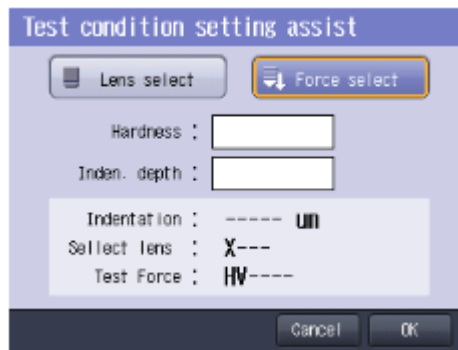 Test condition setting assist
Lens select Force select
Hardness :
Inden. depth :
Indentation : ----- um
Sellect lens : X---
Test Force : HV----
Cancel OK